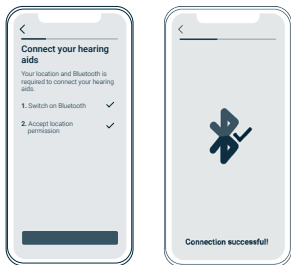 Connect your hearing
aids
Your location and Bluetooth is
required to connect your hearing
aids.
1. Switch on Bluetooth
2. Accept location
permission
Connection successful!